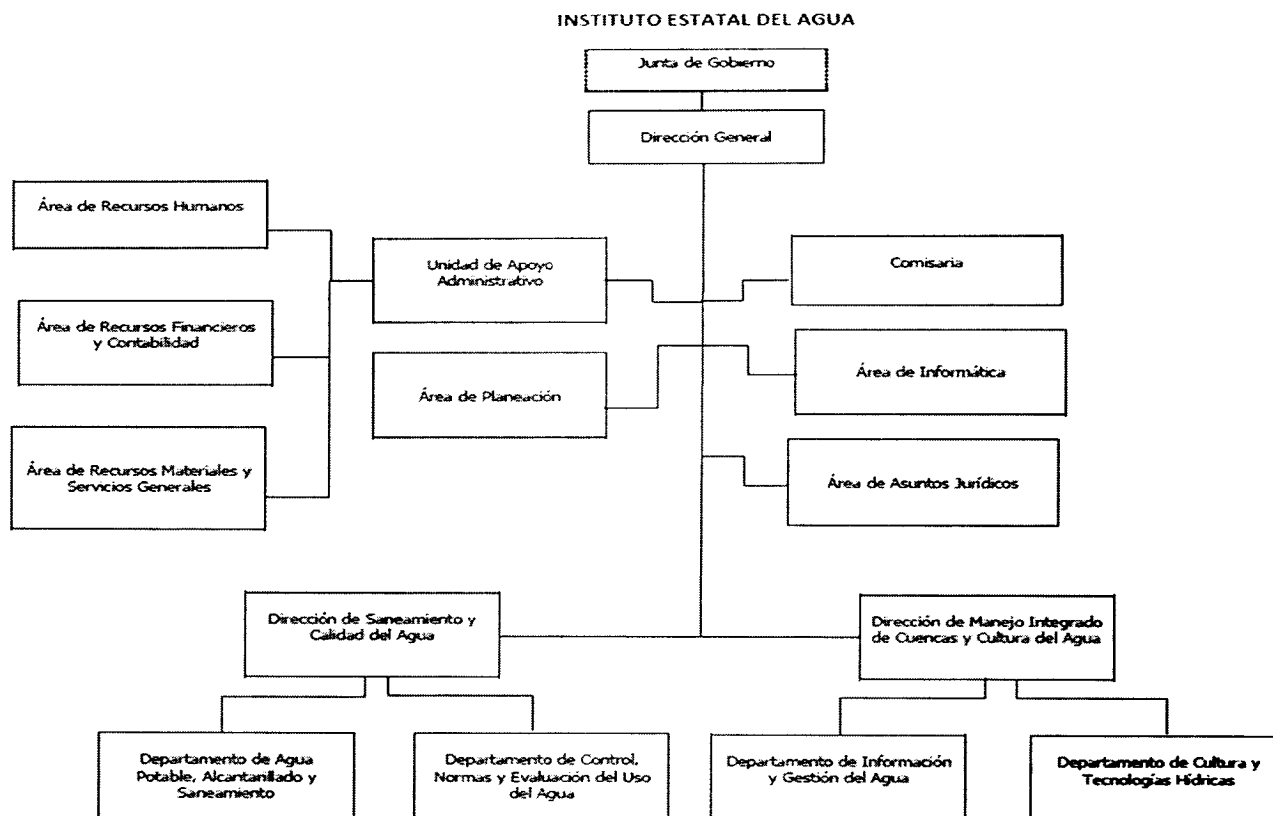 INSTITUTO ESTATAL DEL AGUA
Junta de Gobierno
Dirección General
Área de Recursos Humanos
Unidad de Apoyo
Administrativo
Comisaria
Área de Recursos Financieros
y Contabilidad
Área de Planeación
Área de Informática
Área de Recursos Materiales y
Servicios Generales
Área de Asuntos Jurídicos
Dirección de Saneamiento y
Calidad del Agua
Dirección de Manejo Integrado
de Cuencas y Cultura del Agua
Departamento de Agua
Potable, Alcantarillado y
Saneamiento
Departamento de Control,
Normas y Evaluación del Uso
del Agua
Departamento de Información
y Gestión del Agua
Departamento de Cultura y
Tecnologías Hídricas